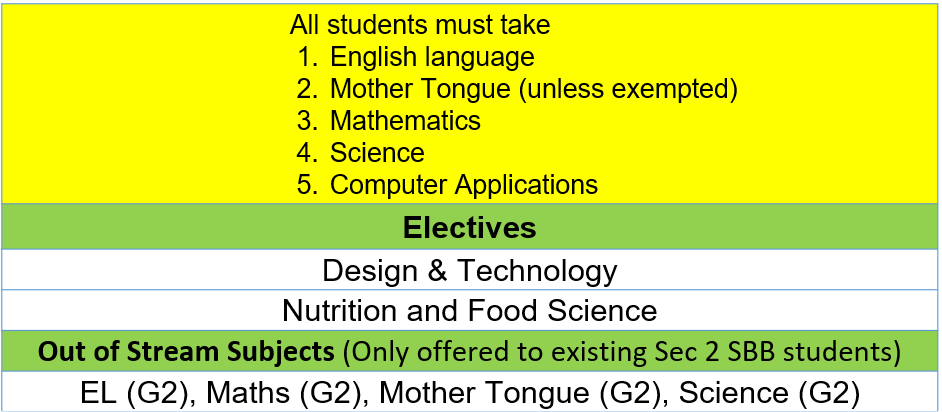 All students must take
1. English language
2. Mother Tongue (unless exempted)
3. Mathematics
4. Science
5. Computer Applications
Electives
Design & Technology
Nutrition and Food Science
Out of Stream Subjects (Only offered to existing Sec 2 SBB students)
EL (G2), Maths (G2), Mother Tongue (G2), Science (G2)